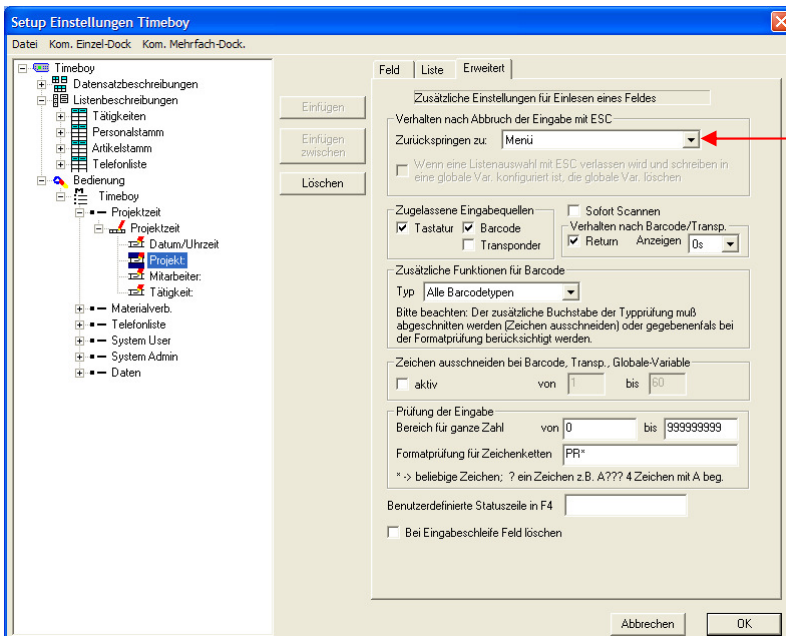 Setup Einstellungen Timeboy
Datei Kom. Einzel-Dock Kom. Mehrfach-Dock.
Timeboy
Datensatzbeschreibungen
Listenbeschreibungen
Tätigkeiten
Personalstamm
Artikelstamm
Telefonliste
Bedienung
Timeboy
Projektzeit
Projektzeit
Datum/Uhrzeit
Projekt:
Mitarbeiter:
Tätigkeit:
Materialverb.
Telefonliste
System User
System Admin
Daten
Einfügen
Einfügen
zwischen
Löschen
Feld Liste Erweitert
Zusätzliche Einstellungen für Einlesen eines Feldes
Verhalten nach Abbruch der Eingabe mit ESC
Zurückspringen zu: Menü
Wenn eine Listenauswahl mit ESC verlassen wird und schreiben in
eine globale Var. konfiguriert ist, die globale Var. löschen
Zugelassene Eingabequellen
Tastatur Barcode
Transponder
Sofort Scannen
Verhalten nach Barcode/Transp.
Return Anzeigen 0s
Zusätzliche Funktionen für Barcode
Typ Alle Barcodetypen
Bitte beachten: Der zusätzliche Buchstabe der Typprüfung muß
abgeschnitten werden (Zeichen ausschneiden) oder gegebenenfals bei
der Formatprüfung berücksichtigt werden.
Zeichen ausschneiden bei Barcode, Transp., Globale-Variable
aktiv von 1 bis 60
Prüfung der Eingabe
Bereich für ganze Zahl von 0 bis 999999999
Formatprüfung für Zeichenketten PR*
* -> beliebige Zeichen; ? ein Zeichen z.B. A??? 4 Zeichen mit A beg.
Benutzerdefinierte Statuszeile in F4
Bei Eingabeschleife Feld löschen
Abbrechen OK